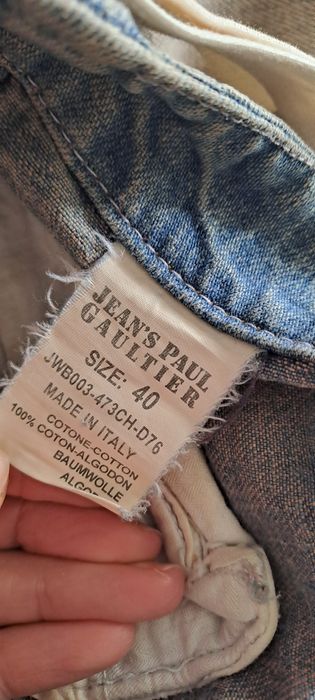 JEAN'S PAUL
GAULTIER
SIZE: 40
JWB003-473CH-D76
MADE IN ITALY
COTONE-COTTON
100% COTON-ALGODON
BAUMWOLLE